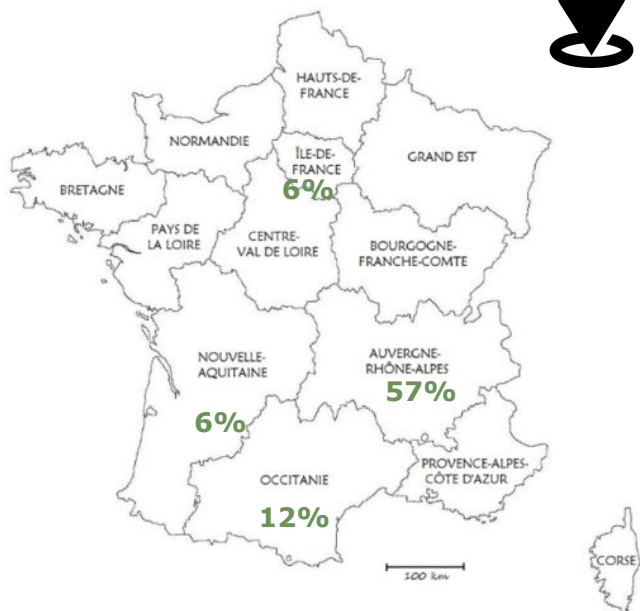 HAUTS-DE-
FRANCE
NORMANDIE
ÎLE-DE-
FRANCE
6%
GRAND EST
BRETAGNE
PAYS DE
LA LOIRE
CENTRE-
VAL DE LOIRE
BOURGOGNE-
FRANCHE-COMTE
NOUVELLE-
AQUITAINE
6%
AUVERGNE-
RHÔNE-ALPES
57%
OCCITANIE
12%
PROVENCE-ALPES-
CÔTE D'AZUR
CORSE
100 km